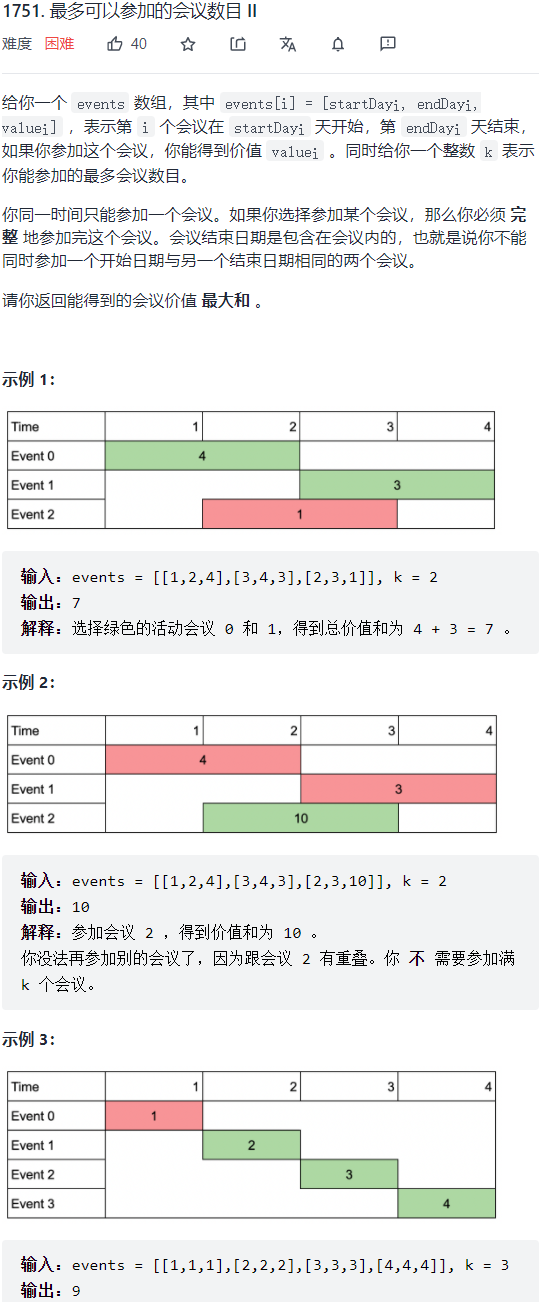 1751. 最多可以参加的会议数目 II
难度 困难 40
给你一个 events 数组，其中 events[i] = [startDayi, endDayi,
valuei] ，表示第 i 个会议在 startDayi 天开始，第 endDayi 天结束，
如果你参加这个会议，你能得到价值 valuei 。同时给你一个整数 k 表示
你能参加的最多会议数目。
你同一时间只能参加一个会议。如果你选择参加某个会议，那么你必须 完
整 地参加完这个会议。会议结束日期是包含在会议内的，也就是说你不能
同时参加一个开始日期与另一个结束日期相同的两个会议。
请你返回能得到的会议价值 最大和 。
示例 1：
Time 1 2 3 4
Event 0 4
Event 1 3
Event 2 1
输入：events = [[1,2,4],[3,4,3],[2,3,1]], k = 2
输出：7
解释：选择绿色的活动会议 0 和 1，得到总价值和为 4 + 3 = 7 。
示例 2：
Time 1 2 3 4
Event 0 4
Event 1 3
Event 2 10
输入：events = [[1,2,4],[3,4,3],[2,3,10]], k = 2
输出：10
解释：参加会议 2 ，得到价值和为 10 。
你没法再参加别的会议了，因为跟会议 2 有重叠。你 不 需要参加满
k 个会议。
示例 3：
Time 1 2 3 4
Event 0 1
Event 1 2
Event 2 3
Event 3 4
输入：events = [[1,1,1],[2,2,2],[3,3,3],[4,4,4]], k = 3
输出：9